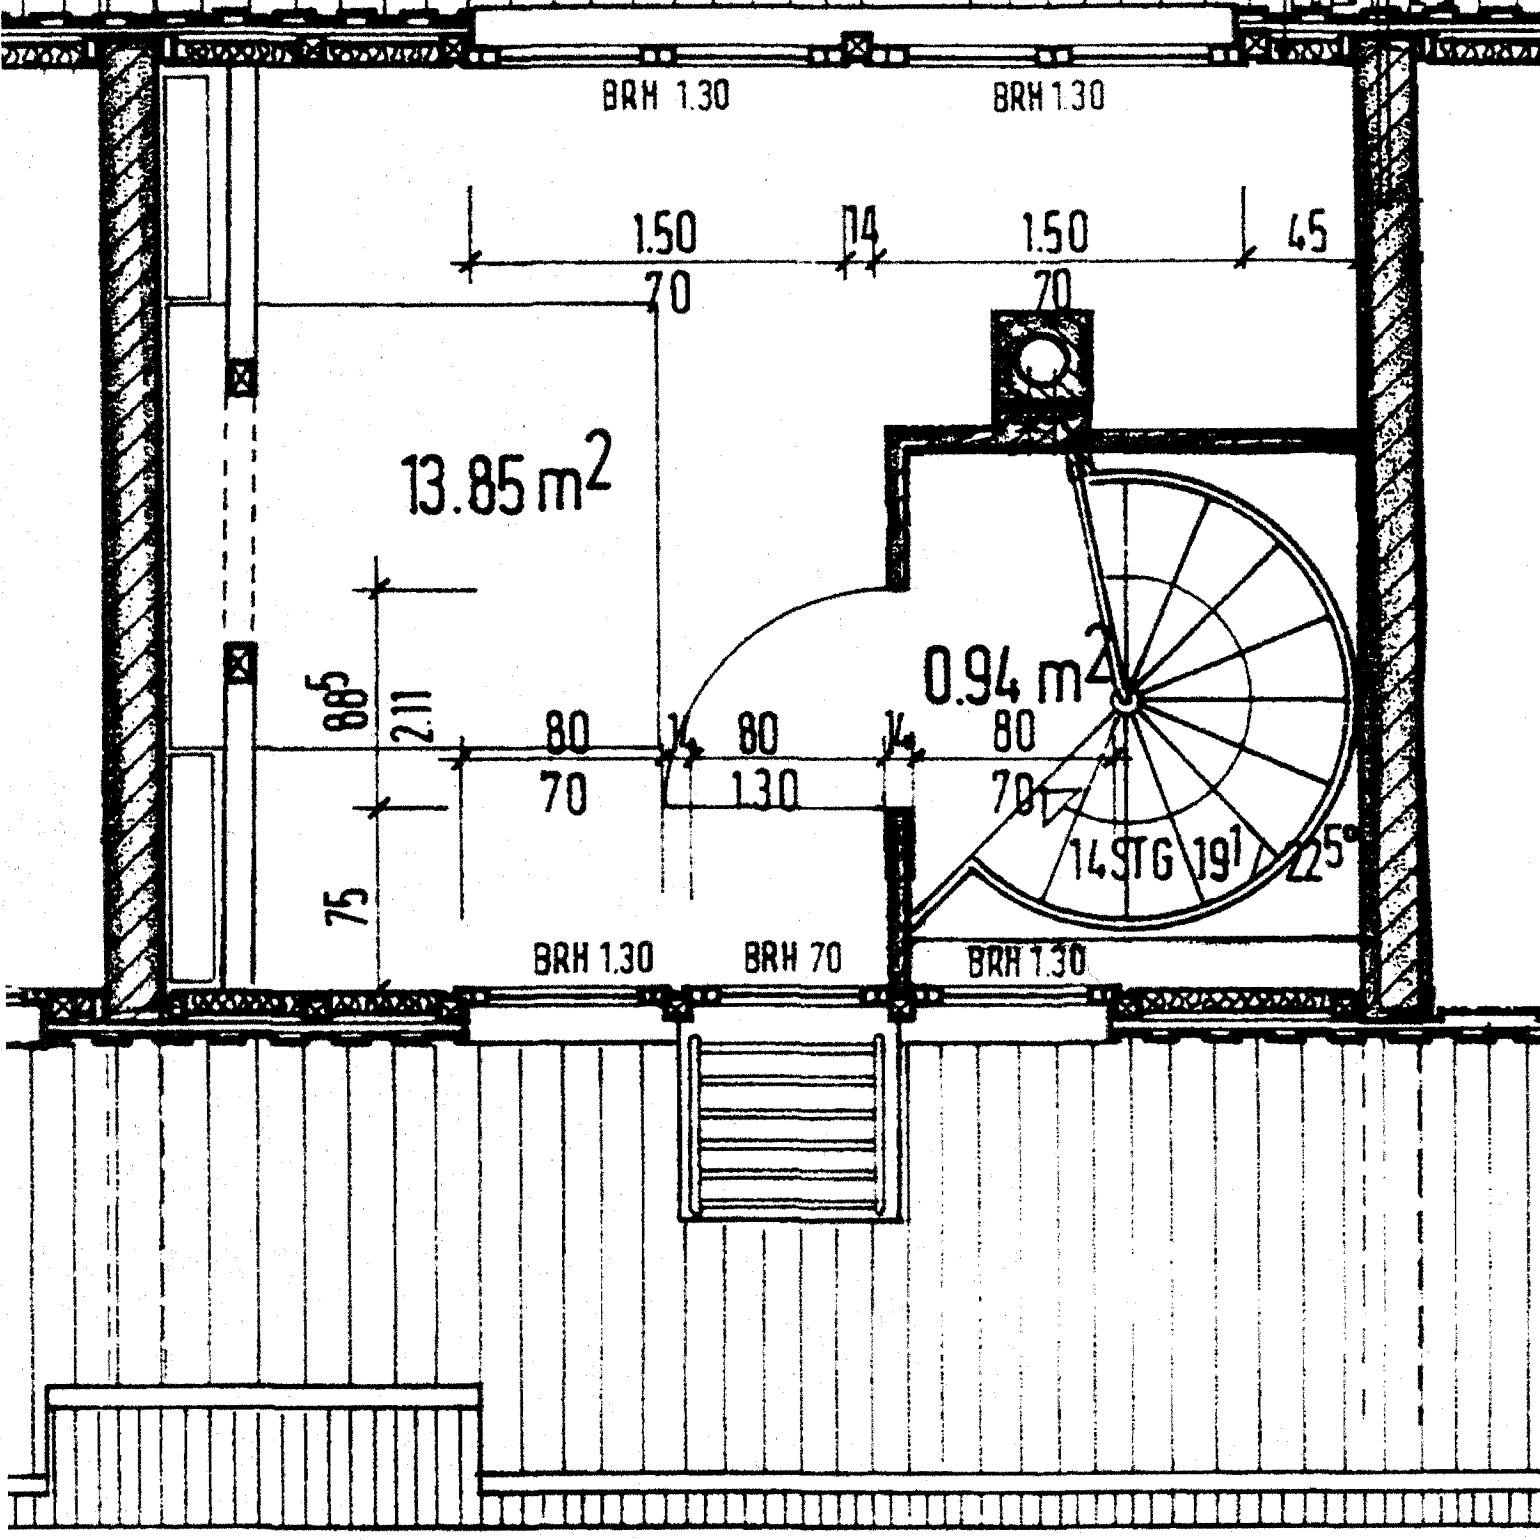 BRH 1.30 BRH 1.30
1.50 14 1.50 45
70 70
13.85 m²
0.94 m²
88⁵
2.11
80 14 80 14 80
70 1.30 70
14 STG 19¹ 22⁵°
75
BRH 1.30 BRH 70 BRH 1.30